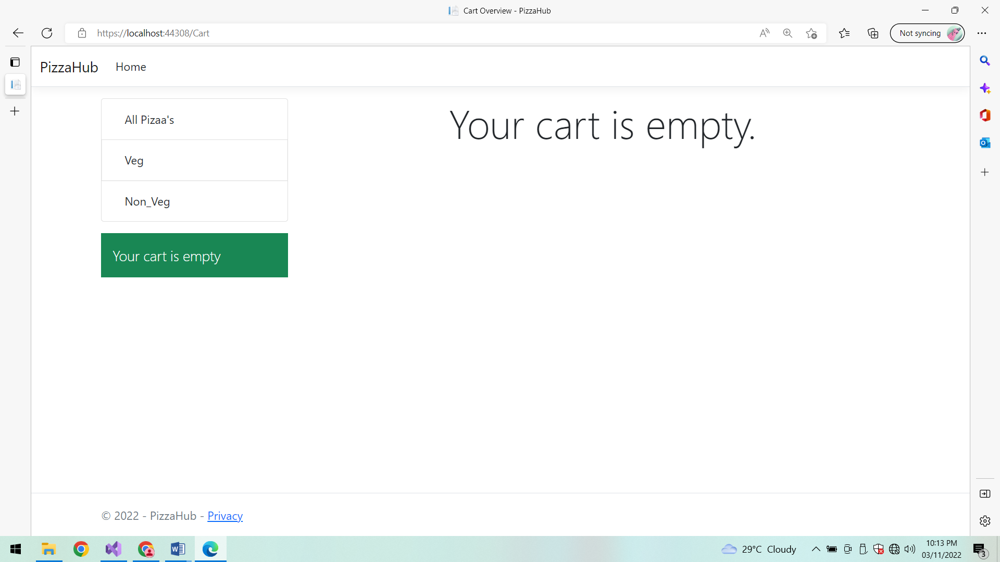 Cart Overview - PizzaHub
https://localhost:44308/Cart
Not syncing
PizzaHub Home
All Pizaa's
Veg
Non_Veg
Your cart is empty
Your cart is empty.
© 2022 - PizzaHub - Privacy
29°C Cloudy
10:13 PM
03/11/2022
3